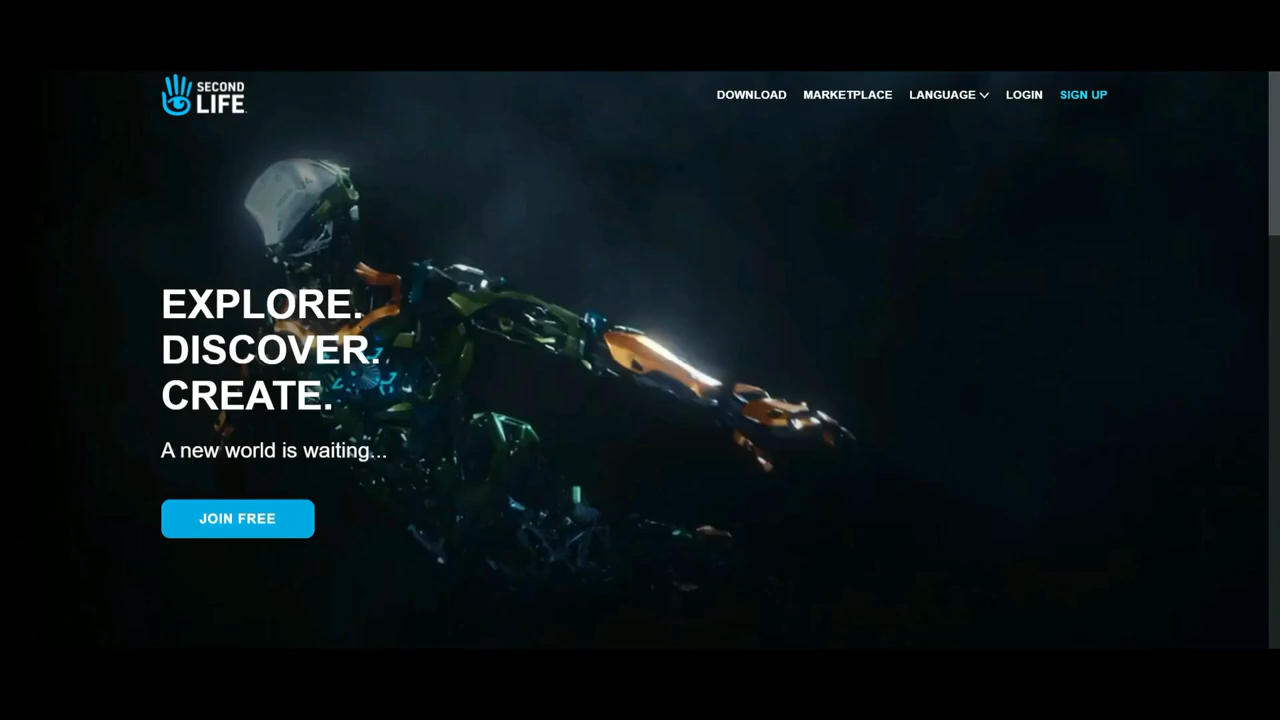 SECOND
LIFE
DOWNLOAD
MARKETPLACE
LANGUAGE
LOGIN
SIGN UP
EXPLORE.
DISCOVER.
CREATE.
A new world is waiting...
JOIN FREE